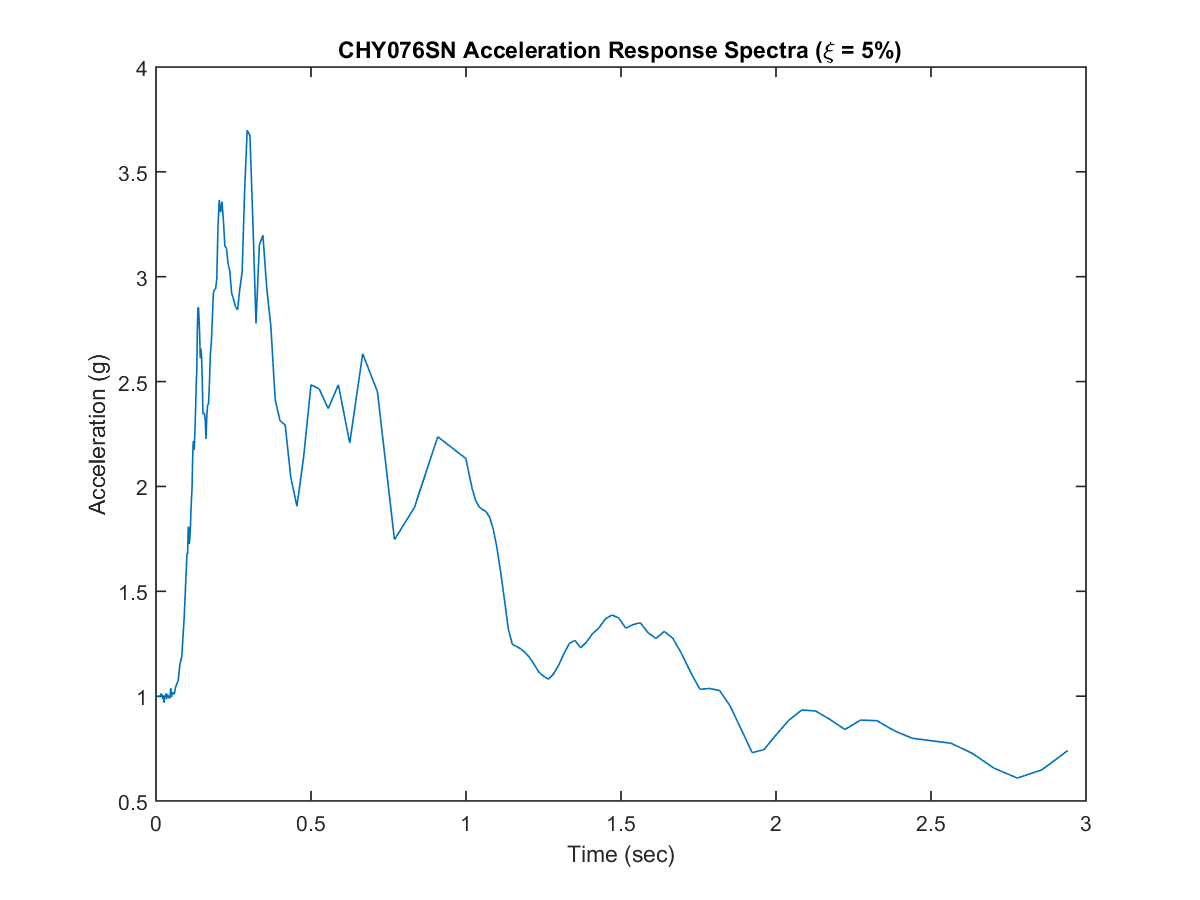 CHY076SN Acceleration Response Spectra (ξ = 5%)
4
3.5
3
2.5
2
1.5
1
0.5
Acceleration (g)
0 0.5 1 1.5 2 2.5 3
Time (sec)